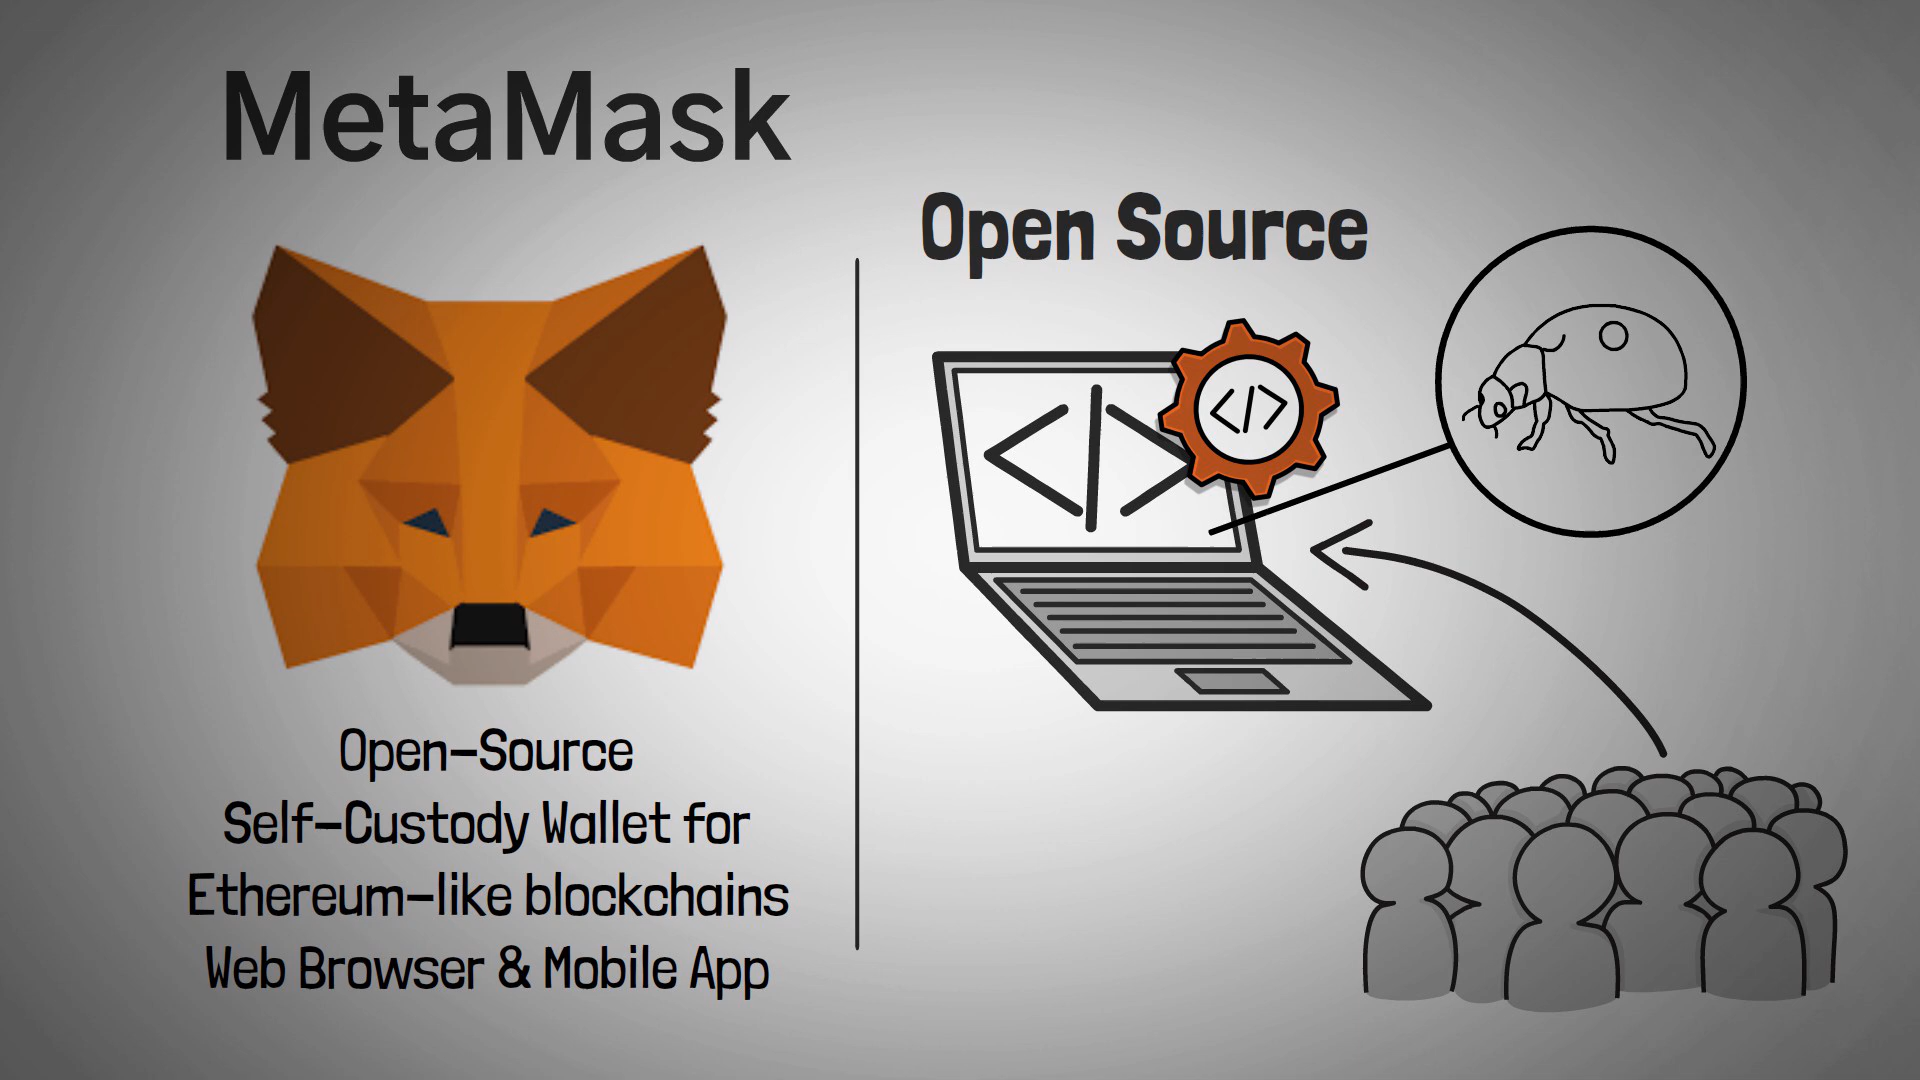 MetaMask
Open-Source
Self-Custody Wallet for
Ethereum-like blockchains
Web Browser & Mobile App
Open Source
</>
</>